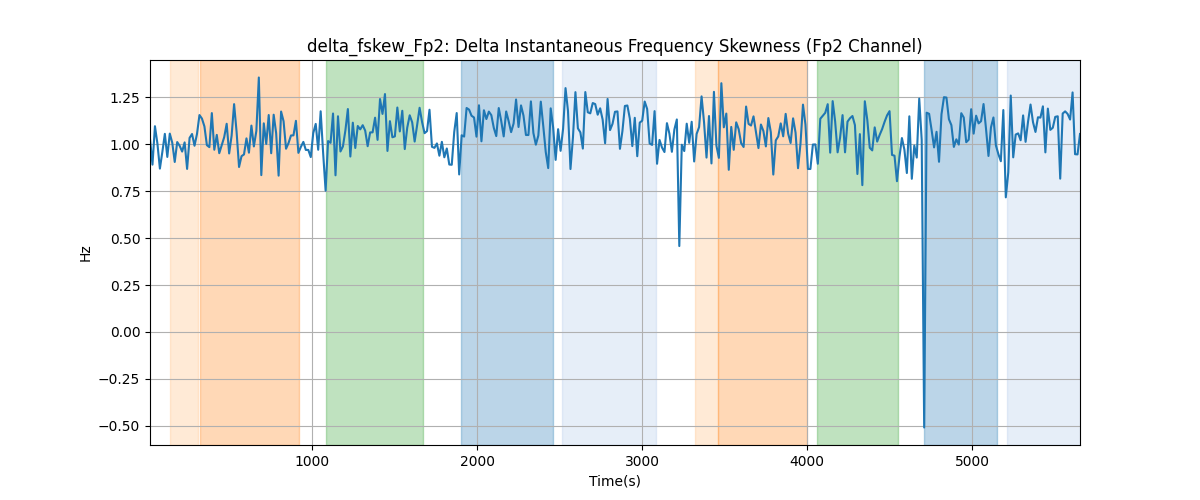 delta_fskew_Fp2: Delta Instantaneous Frequency Skewness (Fp2 Channel)
Hz
1.25
1.00
0.75
0.50
0.25
0.00
−0.25
−0.50
1000 2000 3000 4000 5000
Time(s)